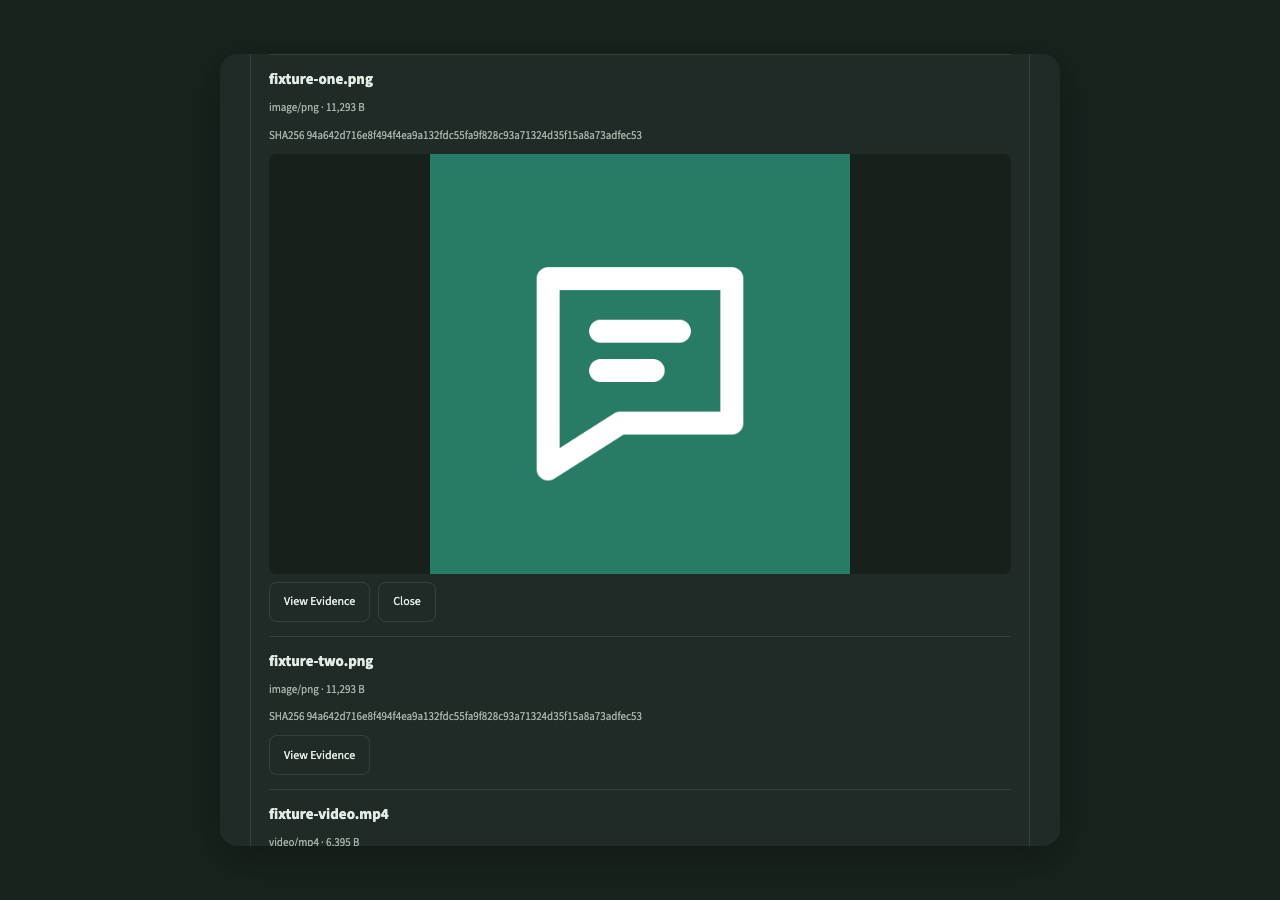 fixture-one.png
image/png · 11,293 B
SHA256 94a642d716e8f494f4ea9a132fdc55fa9f828c93a71324d35f15a8a73adfec53
View Evidence
Close
fixture-two.png
image/png · 11,293 B
SHA256 94a642d716e8f494f4ea9a132fdc55fa9f828c93a71324d35f15a8a73adfec53
View Evidence
fixture-video.mp4
video/mp4 · 6,395 B